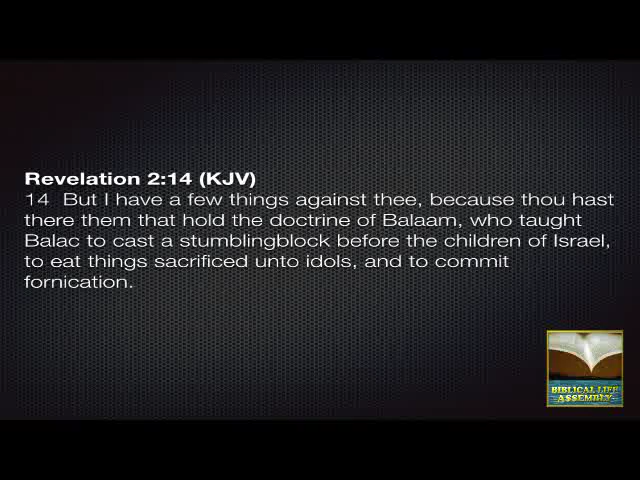 Revelation 2:14 (KJV)
14  But I have a few things against thee, because thou hast
there them that hold the doctrine of Balaam, who taught
Balac to cast a stumblingblock before the children of Israel,
to eat things sacrificed unto idols, and to commit
fornication.
BIBLICAL LIFE
ASSEMBLY